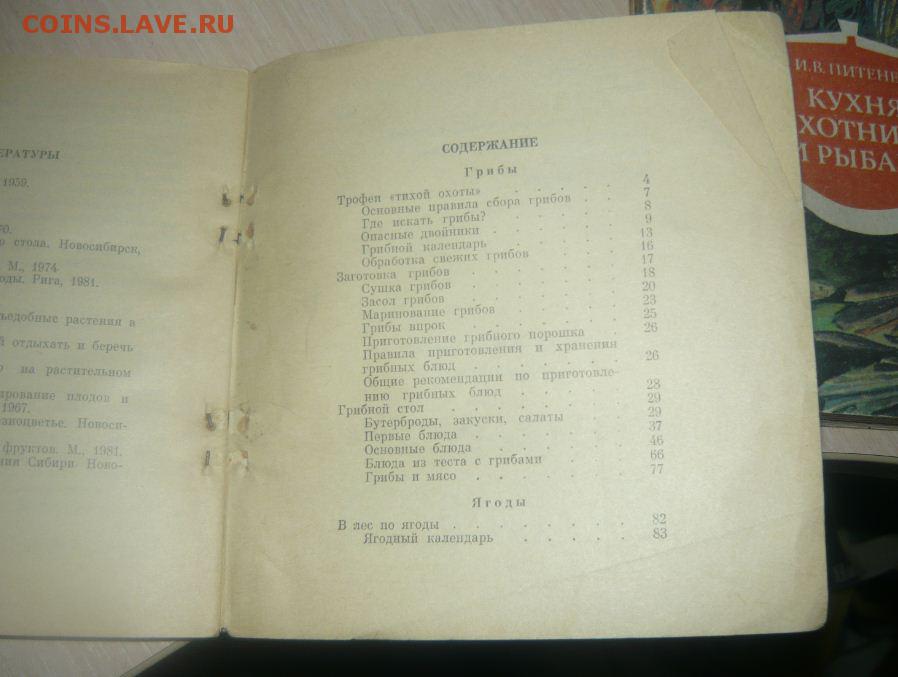 COINS.LAVE.RU
ЕРАТУРЫ
1959.
70.
о стола. Новосибирск,
М., 1974
оды. Рига, 1981.
ъедобные растения в
й отдыхать и беречь
о на растительном
ирование плодов и
1967.
зноцветье. Новоси-
фруктов. М., 1981.
ния Сибири. Ново-
СОДЕРЖАНИЕ
Грибы
Трофеи «тихой охоты» . . . . . . 4
Основные правила сбора грибов . . 7
Где искать грибы? . . . . . . 8
Опасные двойники . . . . . . 9
Грибной календарь . . . . . . 13
Обработка свежих грибов . . . . 16
Заготовка грибов . . . . . . 17
Сушка грибов . . . . . . 18
Засол грибов . . . . . . 20
Маринование грибов . . . . . 23
Грибы впрок . . . . . . 25
Приготовление грибного порошка . . 26
Правила приготовления и хранения
грибных блюд . . . . . . 26
Общие рекомендации по приготовле-
нию грибных блюд . . . . . 28
Грибной стол . . . . . . . 29
Бутерброды, закуски, салаты . . . 29
Первые блюда . . . . . . 37
Основные блюда . . . . . . 46
Блюда из теста с грибами . . . . 66
Грибы и мясо . . . . . . 77
Ягоды
В лес по ягоды . . . . . . . 82
Ягодный календарь . . . . . 83
И.В. ПИТЕНЕ
КУХНЯ
ХОТНИ
И РЫБА